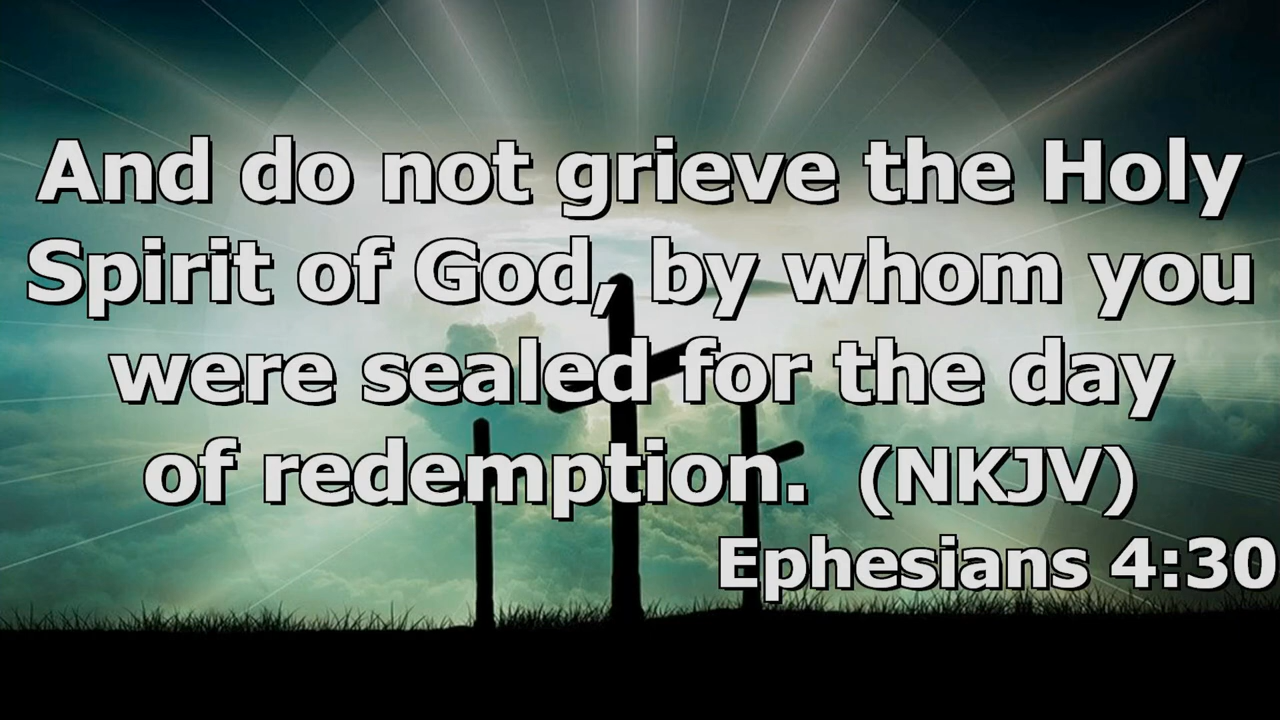 And do not grieve the Holy
Spirit of God, by whom you
were sealed for the day
of redemption.  (NKJV)
Ephesians 4:30